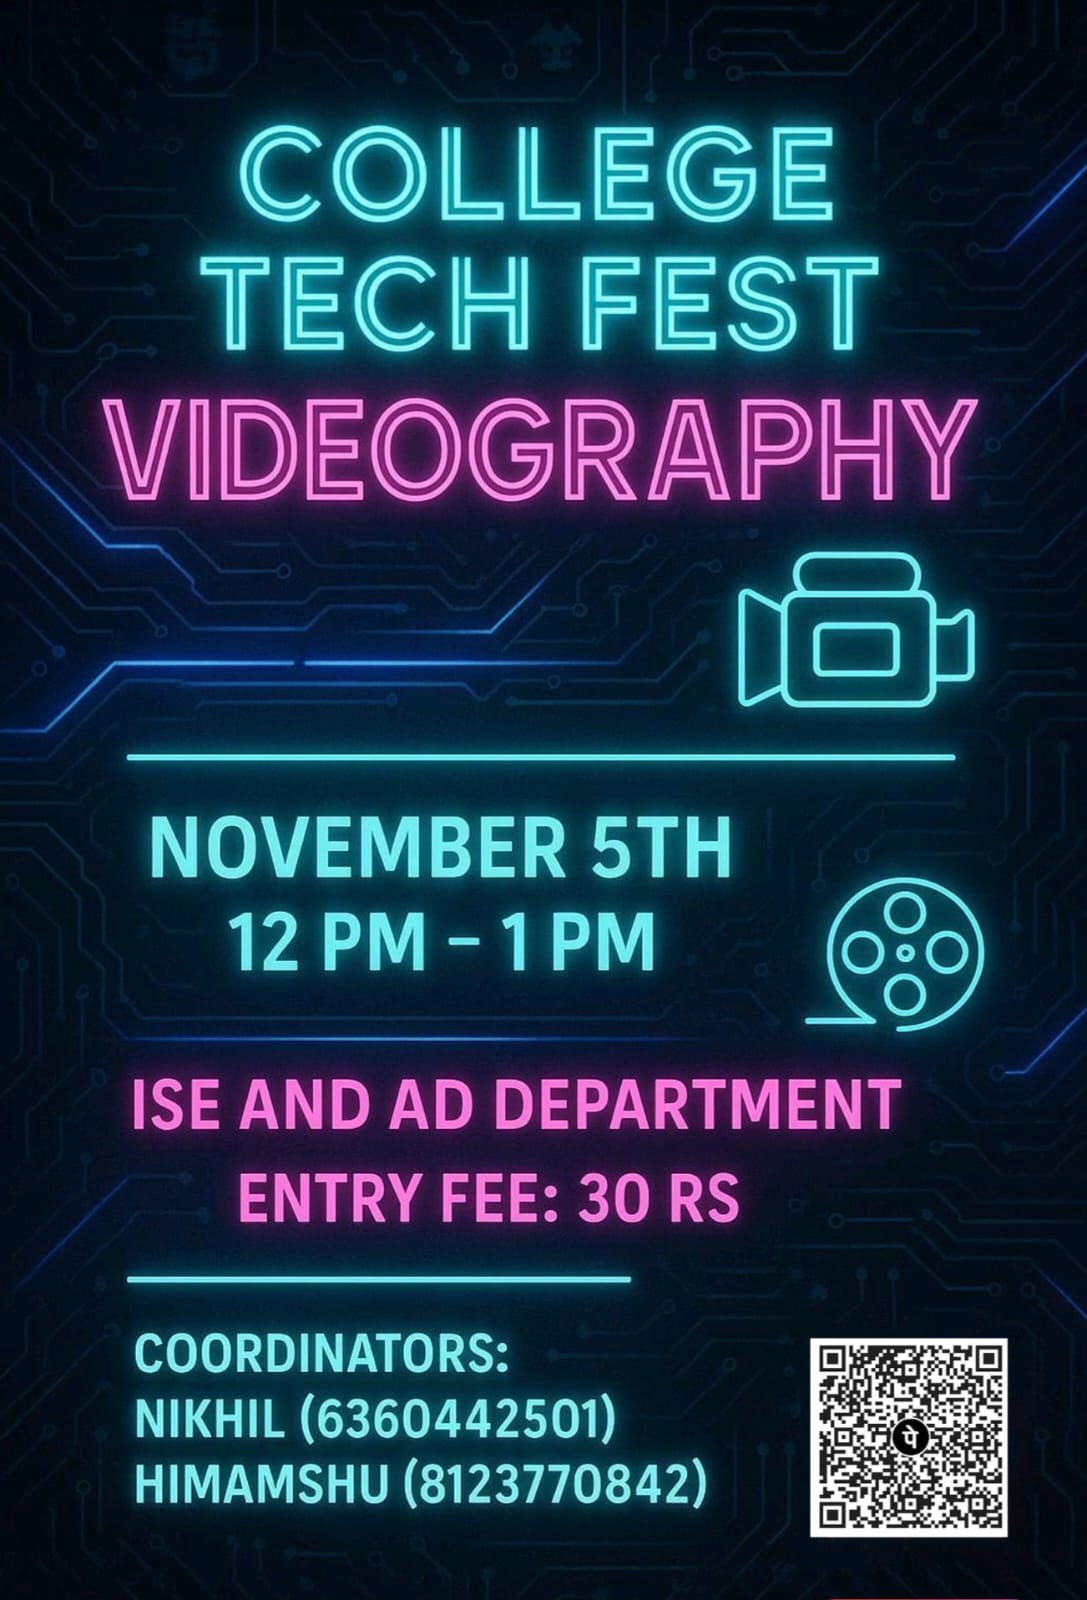 COLLEGE
TECH FEST
VIDEOGRAPHY
NOVEMBER 5TH
12 PM – 1 PM
ISE AND AD DEPARTMENT
ENTRY FEE: 30 RS
COORDINATORS:
NIKHIL (6360442501)
HIMAMSHU (8123770842)
पे